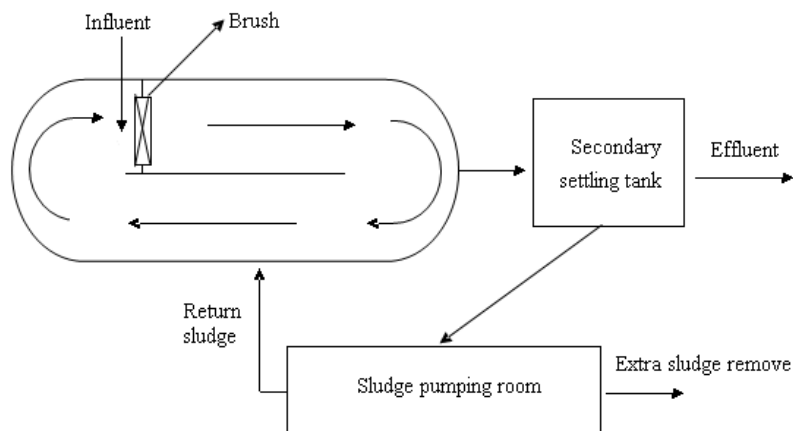 Influent
Brush
Secondary
settling tank
Effluent
Return
sludge
Sludge pumping room
Extra sludge remove